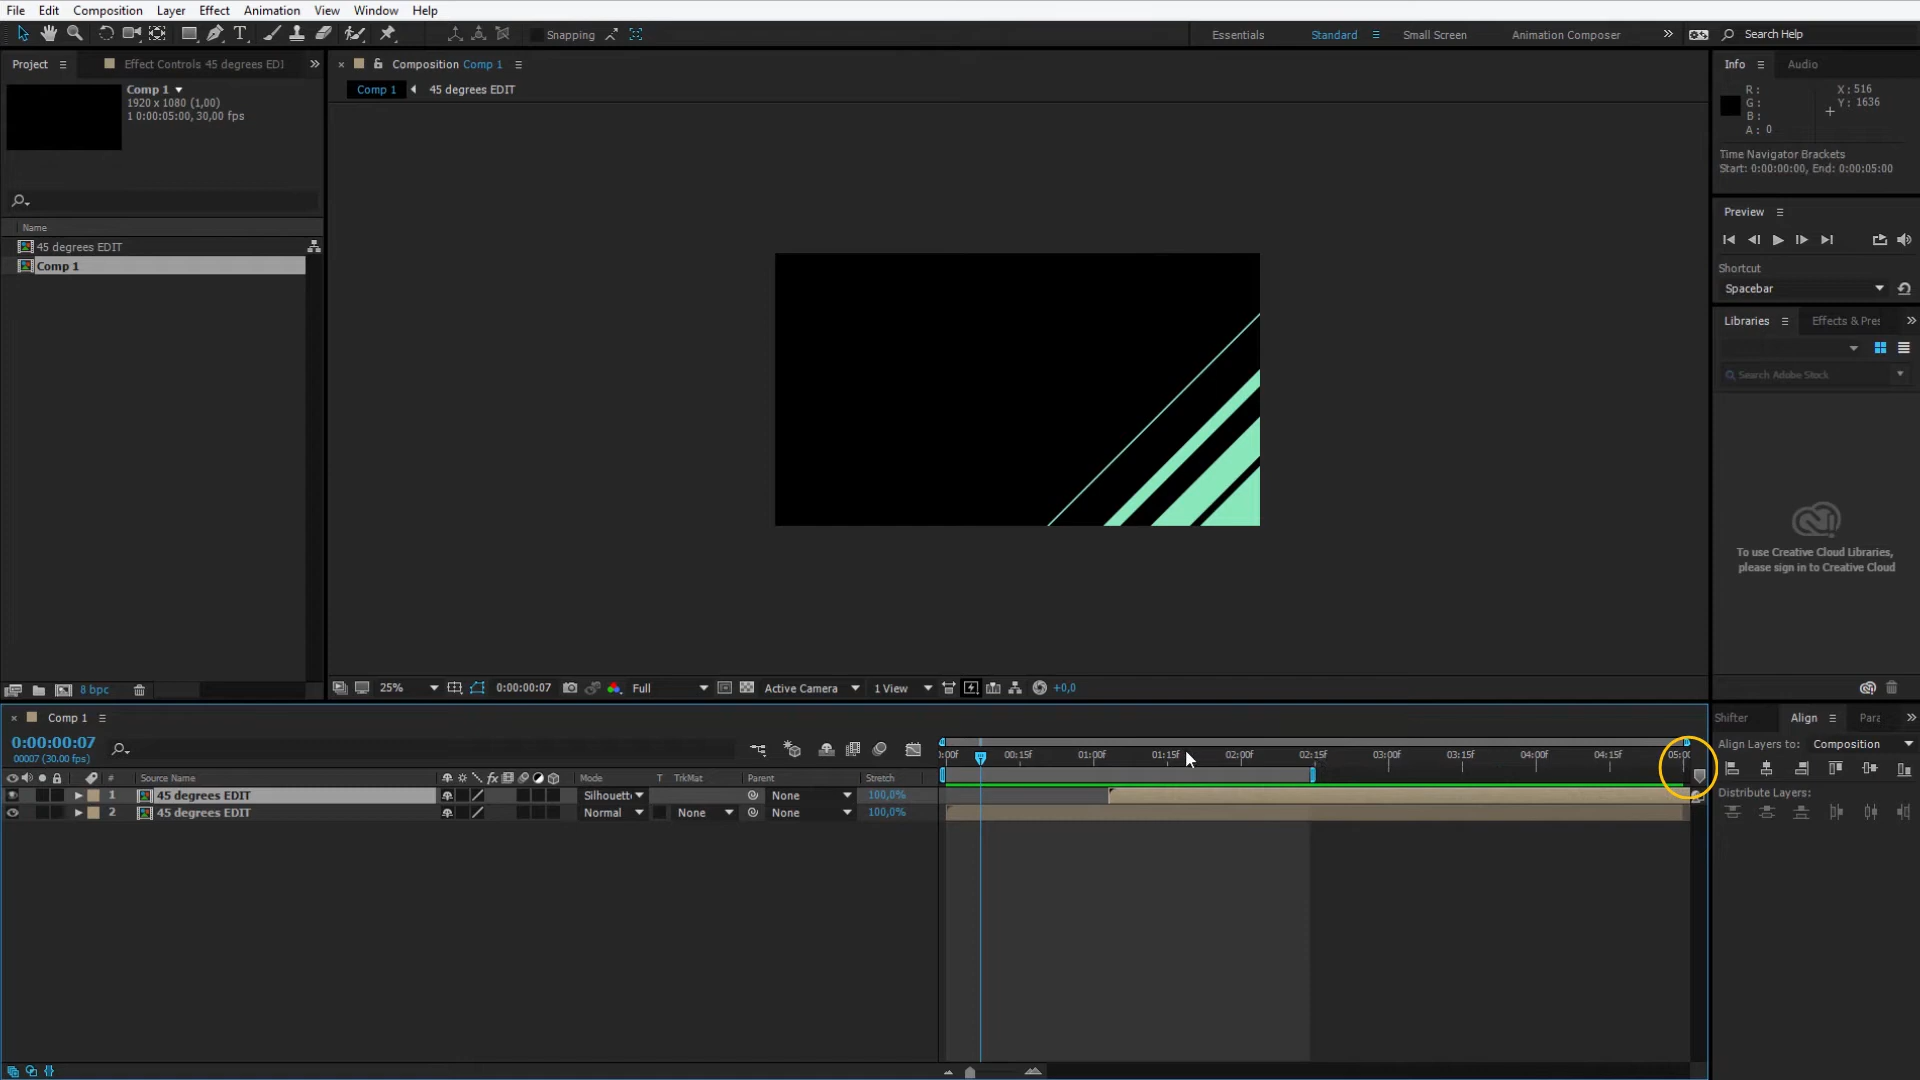 File Edit Composition Layer Effect Animation View Window Help
Snapping
Essentials Standard Small Screen Animation Composer Search Help
Project Effect Controls 45 degrees EDI
Composition Comp 1
Info Audio
Comp 1 45 degrees EDIT
Comp 1
1920 x 1080 (1,00)
1 0:00:05:00, 30,00 fps
R: X: 516
G: Y: 1636
B:
A: 0
Time Navigator Brackets
Start: 0:00:00:00, End: 0:00:05:00
Preview
Name
45 degrees EDIT
Comp 1
Shortcut
Spacebar
Libraries Effects & Pre
Search Adobe Stock
To use Creative Cloud Libraries,
please sign in to Creative Cloud
8 bpc
25% 0:00:00:07 Full Active Camera 1 View +0,0
Comp 1
Shifter Align Para
0:00:00:07
00007 (30.00 fps)
Align Layers to: Composition
:00f 00:15f 01:00f 01:15f 02:00f 02:15f 03:00f 03:15f 04:00f 04:15f 05:00
# Source Name Mode T TrkMat Parent Stretch
1 45 degrees EDIT Silhouett None 100,0%
2 45 degrees EDIT Normal None None 100,0%
Distribute Layers: